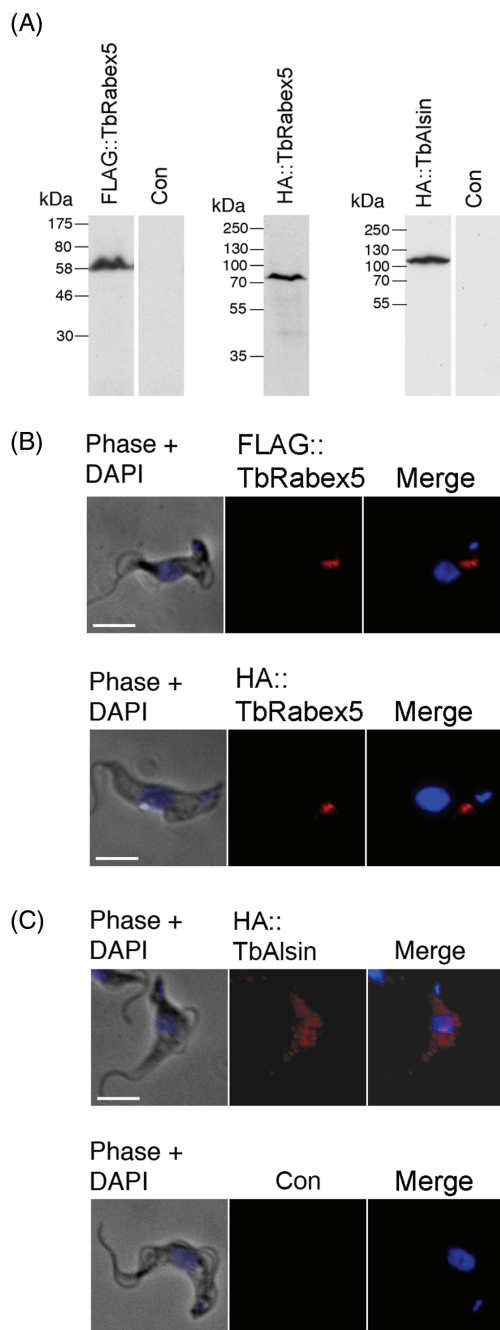 (A)
FLAG::TbRabex5
Con
kDa
175
80
58
46
30
HA::TbRabex5
kDa
250
130
100
70
55
35
HA::TbAlsin
Con
kDa
250
130
100
70
55
(B)
Phase +
DAPI
FLAG::
TbRabex5
Merge
Phase +
DAPI
HA::
TbRabex5
Merge
(C)
Phase +
DAPI
HA::
TbAlsin
Merge
Phase +
DAPI
Con
Merge